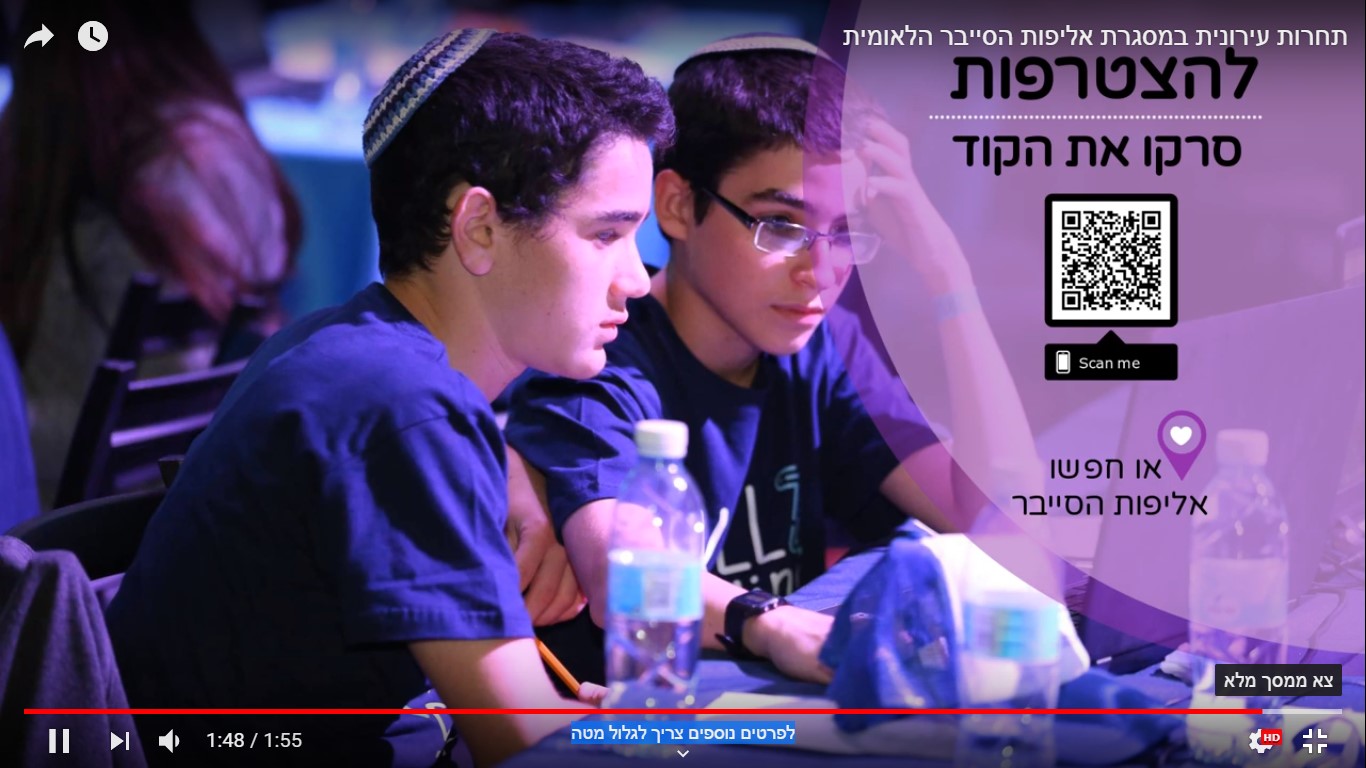 תחרות עירונית במסגרת אליפות הסייבר הלאומית
להצטרפות
סרקו את הקוד
Scan me
או חפשו
אליפות הסייבר
צא ממסך מלא
1:48 / 1:55
לפרטים נוספים צריך לגלול מטה
HD